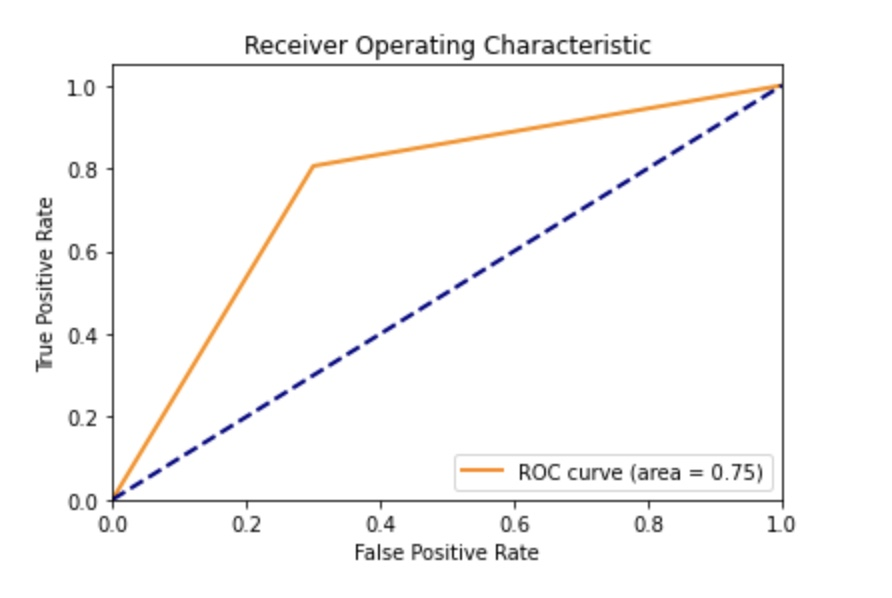 Receiver Operating Characteristic
True Positive Rate
1.0
0.8
0.6
0.4
0.2
0.0
ROC curve (area = 0.75)
0.0 0.2 0.4 0.6 0.8 1.0
False Positive Rate